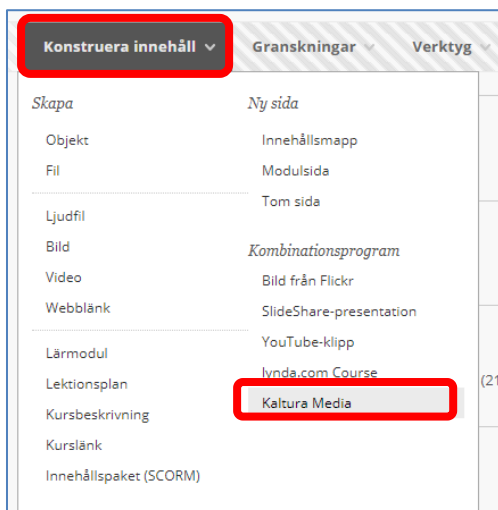 Konstruera innehåll
Granskningar
Verktyg
Skapa
Objekt
Fil
Ljudfil
Bild
Video
Webblänk
Lärmodul
Lektionsplan
Kursbeskrivning
Kurslänk
Innehållspaket (SCORM)
Ny sida
Innehållsmapp
Modulsida
Tom sida
Kombinationsprogram
Bild från Flickr
SlideShare-presentation
YouTube-klipp
lynda.com Course
Kaltura Media
(21